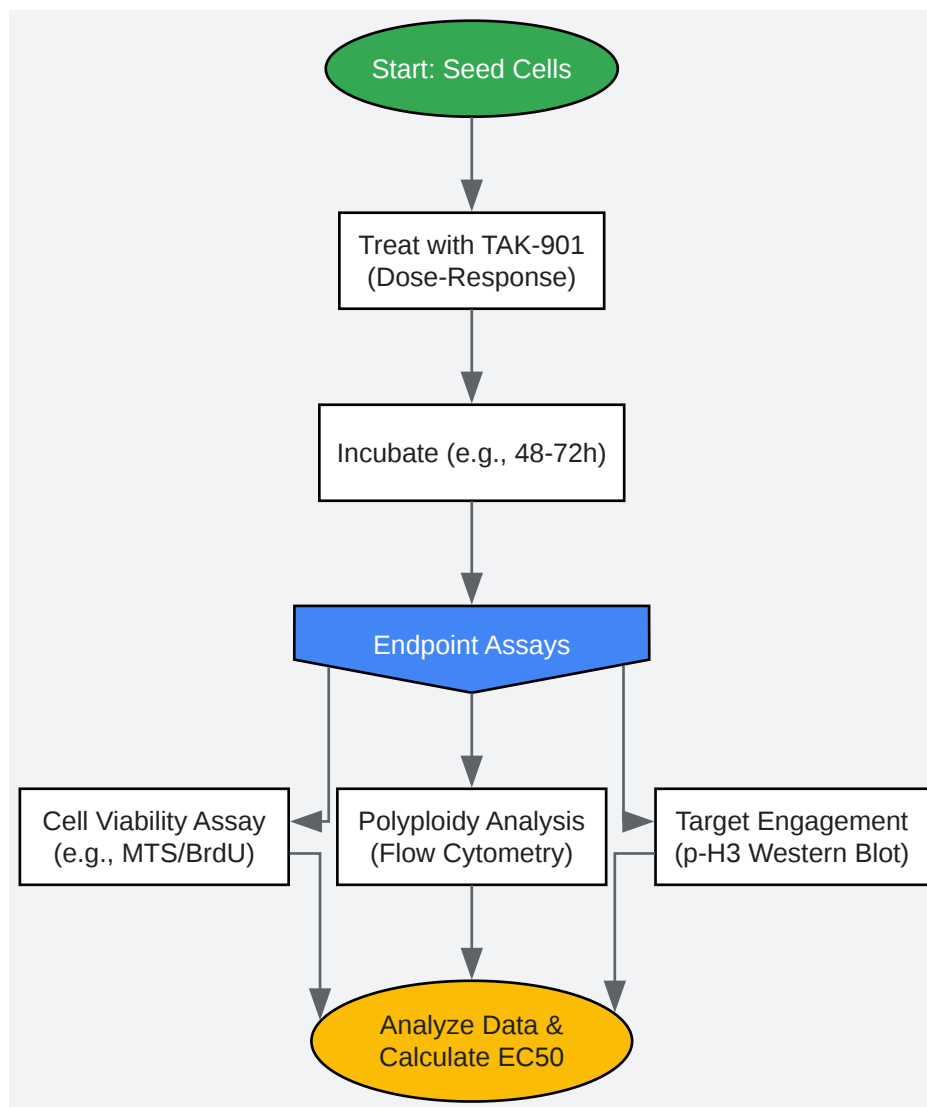 Start: Seed Cells
Treat with TAK-901
(Dose-Response)
Incubate (e.g., 48-72h)
Endpoint Assays
Cell Viability Assay
(e.g., MTS/BrdU)
Polyploidy Analysis
(Flow Cytometry)
Target Engagement
(p-H3 Western Blot)
Analyze Data &
Calculate EC50